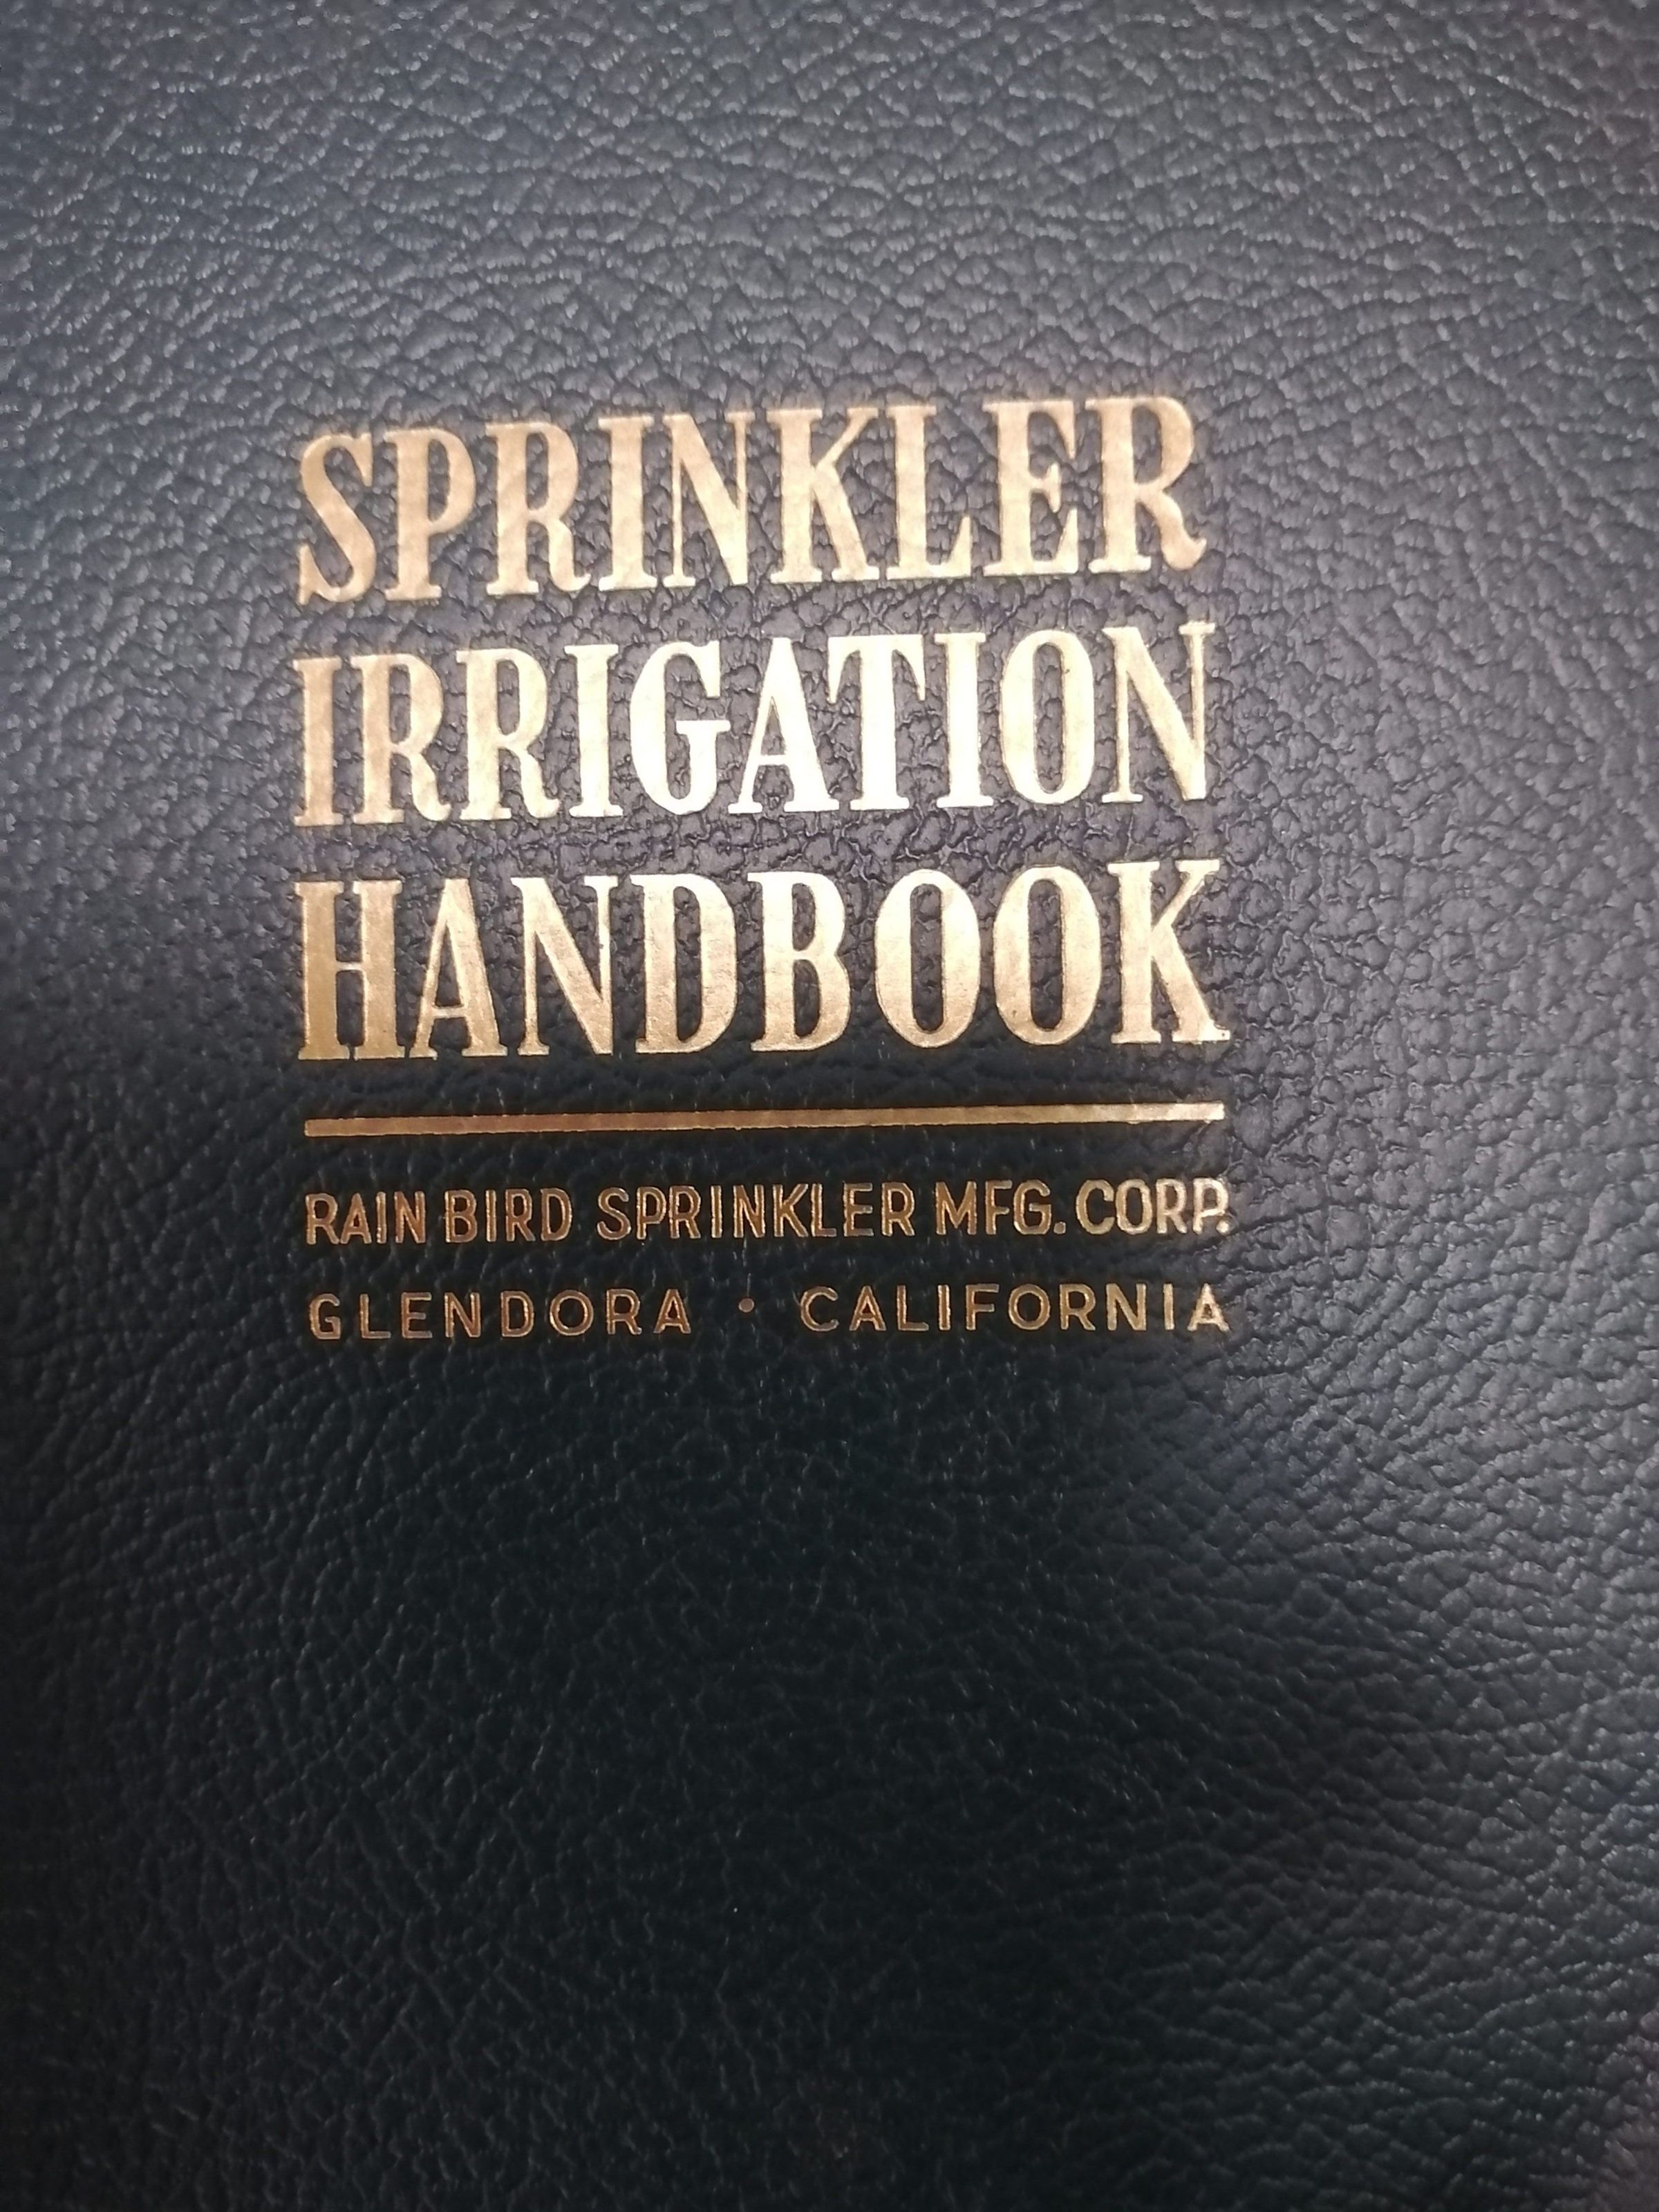 SPRINKLER
IRRIGATION
HANDBOOK
RAIN BIRD SPRINKLER MFG. CORP.
GLENDORA • CALIFORNIA